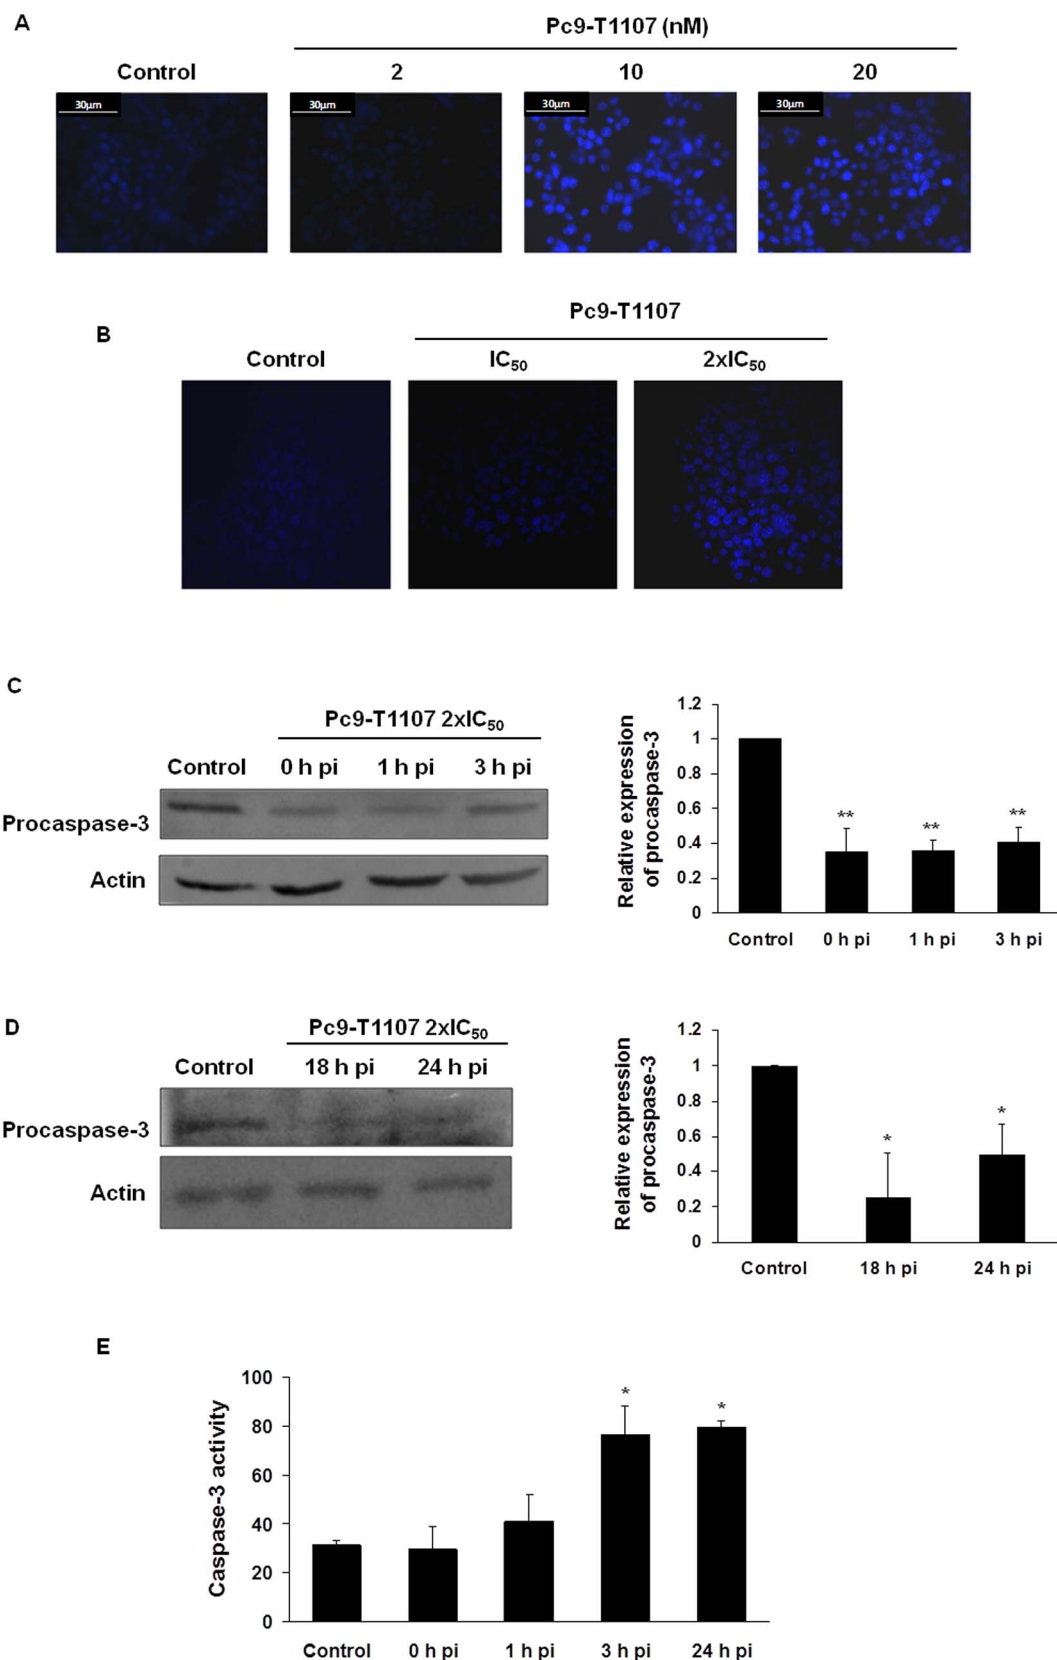 A
Pc9-T1107 (nM)
Control 2 10 20
30µm 30µm 30µm 30µm
B
Pc9-T1107
Control IC50 2xIC50
C
Pc9-T1107 2xIC50
Control 0 h pi 1 h pi 3 h pi
Procaspase-3
Actin
Relative expression
of procaspase-3
1.2
1
0.8
0.6
0.4
0.2
0
** ** **
Control 0 h pi 1 h pi 3 h pi
D
Pc9-T1107 2xIC50
Control 18 h pi 24 h pi
Procaspase-3
Actin
Relative expression
of procaspase-3
1.2
1
0.8
0.6
0.4
0.2
0
* *
Control 18 h pi 24 h pi
E
Caspase-3 activity
100
80
60
40
20
0
* *
Control 0 h pi 1 h pi 3 h pi 24 h pi